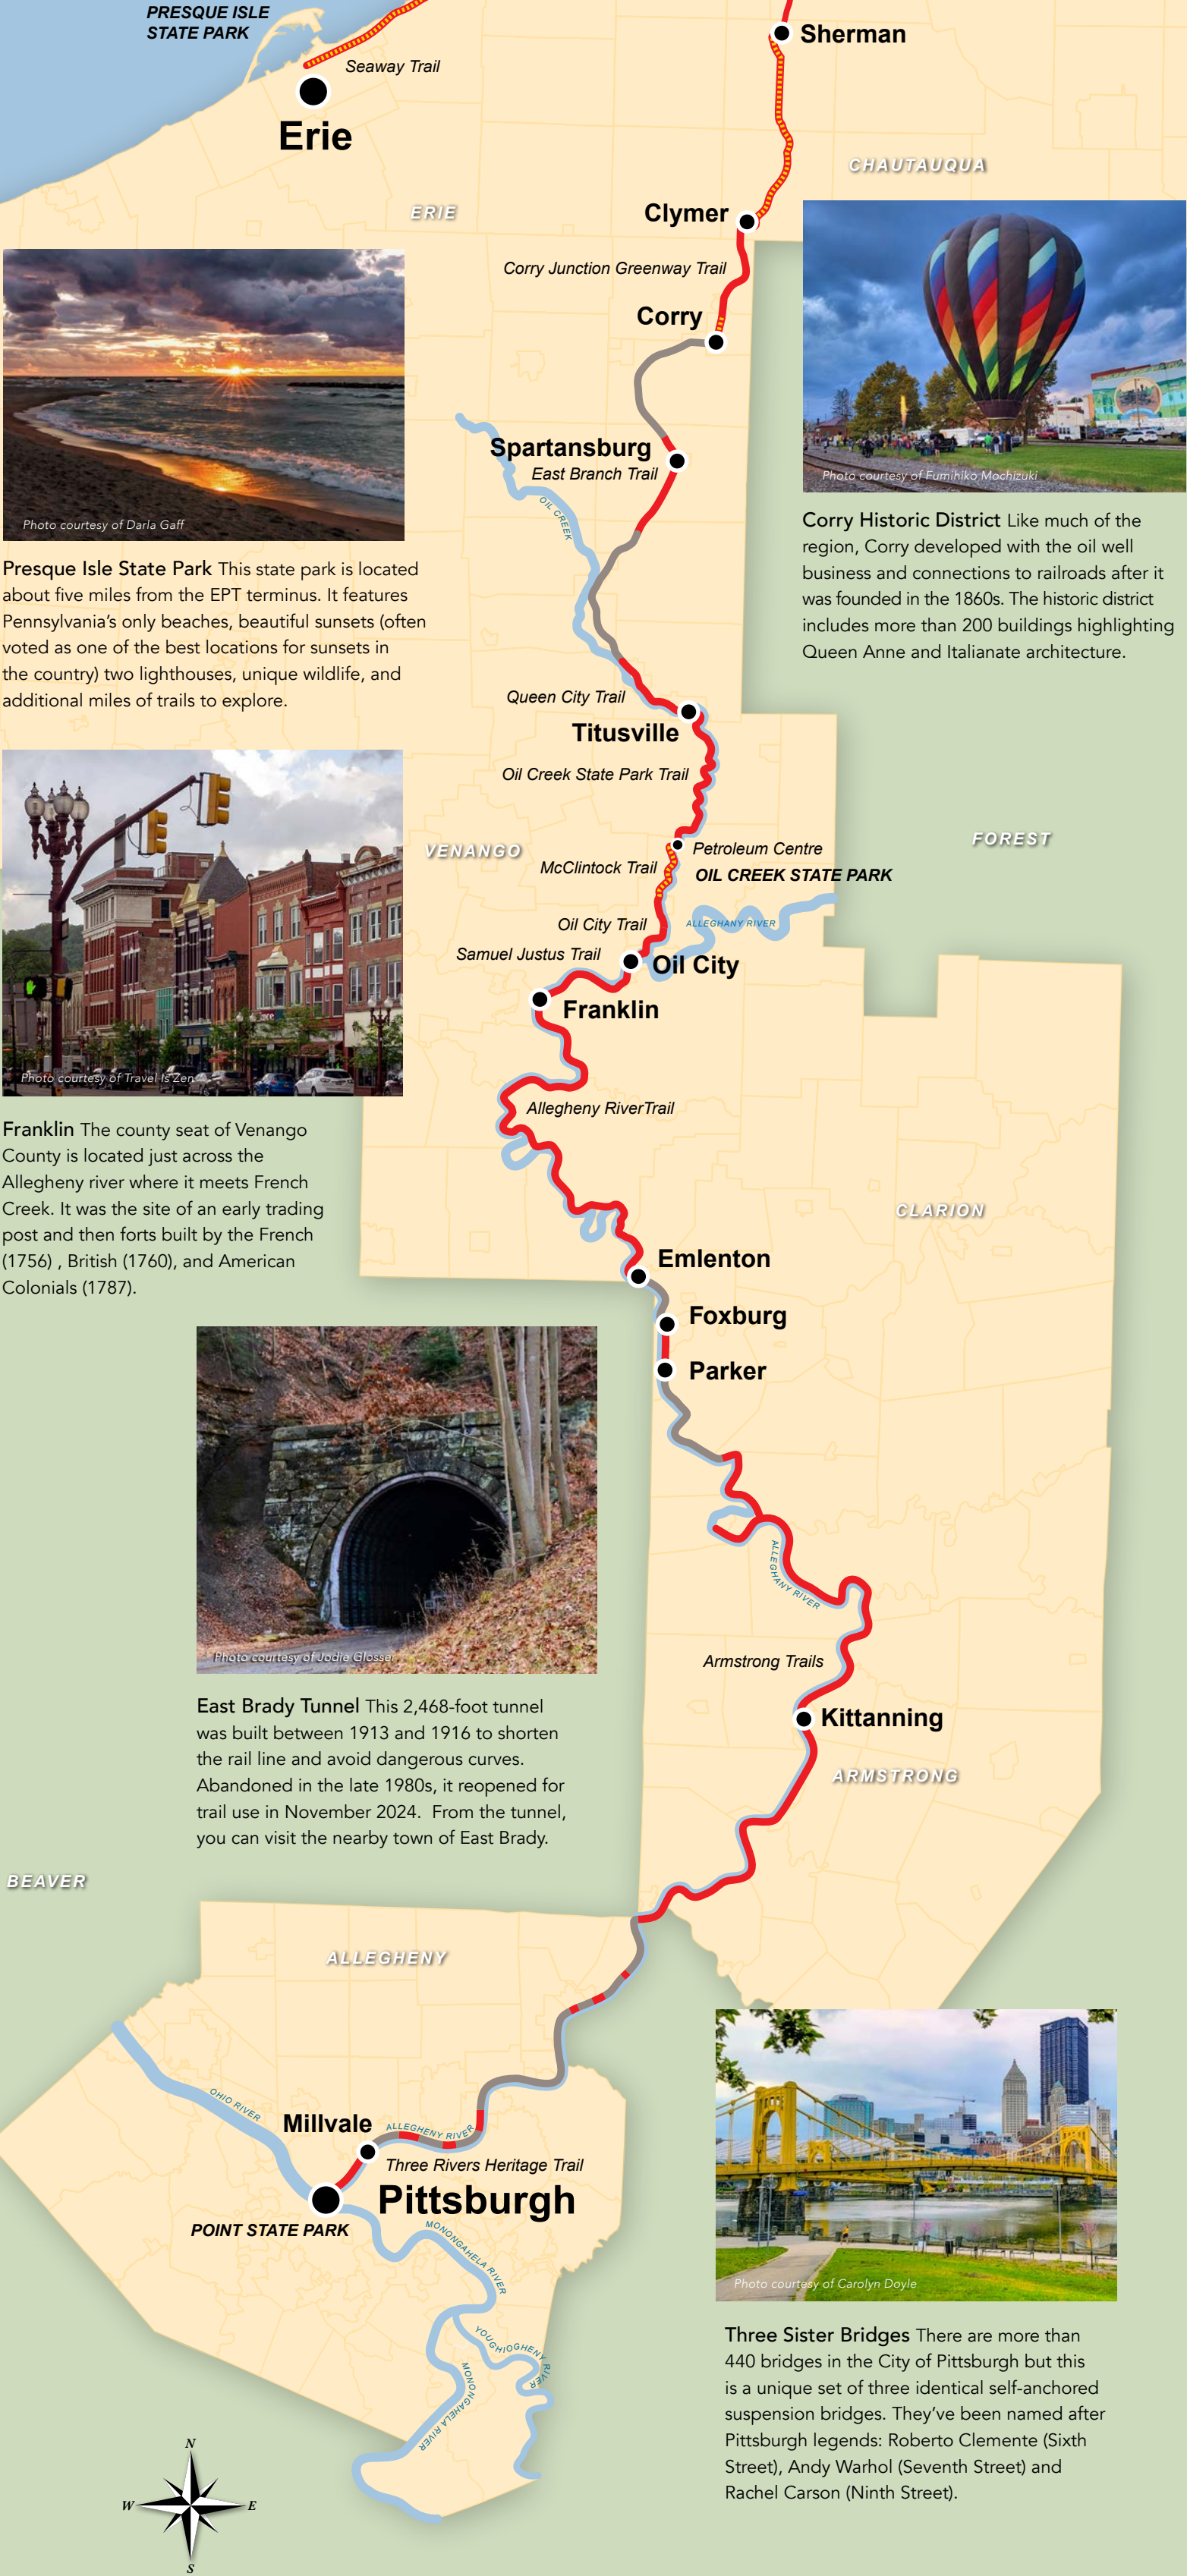 PRESQUE ISLE
STATE PARK
Sherman
Seaway Trail
Erie
CHAUTAUQUA
ERIE
Clymer
Corry Junction Greenway Trail
Corry
Spartansburg
East Branch Trail
OIL CREEK
Photo courtesy of Fumihiko Mochizuki
Photo courtesy of Darla Gaff
Corry Historic District Like much of the
region, Corry developed with the oil well
business and connections to railroads after it
was founded in the 1860s. The historic district
includes more than 200 buildings highlighting
Queen Anne and Italianate architecture.
Presque Isle State Park This state park is located
about five miles from the EPT terminus. It features
Pennsylvania's only beaches, beautiful sunsets (often
voted as one of the best locations for sunsets in
the country) two lighthouses, unique wildlife, and
additional miles of trails to explore.
Queen City Trail
Titusville
Oil Creek State Park Trail
FOREST
VENANGO
Petroleum Centre
McClintock Trail
OIL CREEK STATE PARK
Oil City Trail
ALLEGHANY RIVER
Samuel Justus Trail
Oil City
Franklin
Photo courtesy of Travel Is Zen
Allegheny RiverTrail
Franklin The county seat of Venango
County is located just across the
Allegheny river where it meets French
Creek. It was the site of an early trading
post and then forts built by the French
(1756) , British (1760), and American
Colonials (1787).
CLARION
Emlenton
Foxburg
Parker
ALLEGHANY RIVER
Photo courtesy of Jodie Glosser
Armstrong Trails
Kittanning
ARMSTRONG
East Brady Tunnel This 2,468-foot tunnel
was built between 1913 and 1916 to shorten
the rail line and avoid dangerous curves.
Abandoned in the late 1980s, it reopened for
trail use in November 2024.  From the tunnel,
you can visit the nearby town of East Brady.
BEAVER
ALLEGHENY
OHIO RIVER
Millvale
ALLEGHENY RIVER
Three Rivers Heritage Trail
Pittsburgh
POINT STATE PARK
MONONGAHELA RIVER
YOUGHIOGHENY RIVER
MONONGAHELA RIVER
Photo courtesy of Carolyn Doyle
Three Sister Bridges There are more than
440 bridges in the City of Pittsburgh but this
is a unique set of three identical self-anchored
suspension bridges. They've been named after
Pittsburgh legends: Roberto Clemente (Sixth
Street), Andy Warhol (Seventh Street) and
Rachel Carson (Ninth Street).
N
W
E
S